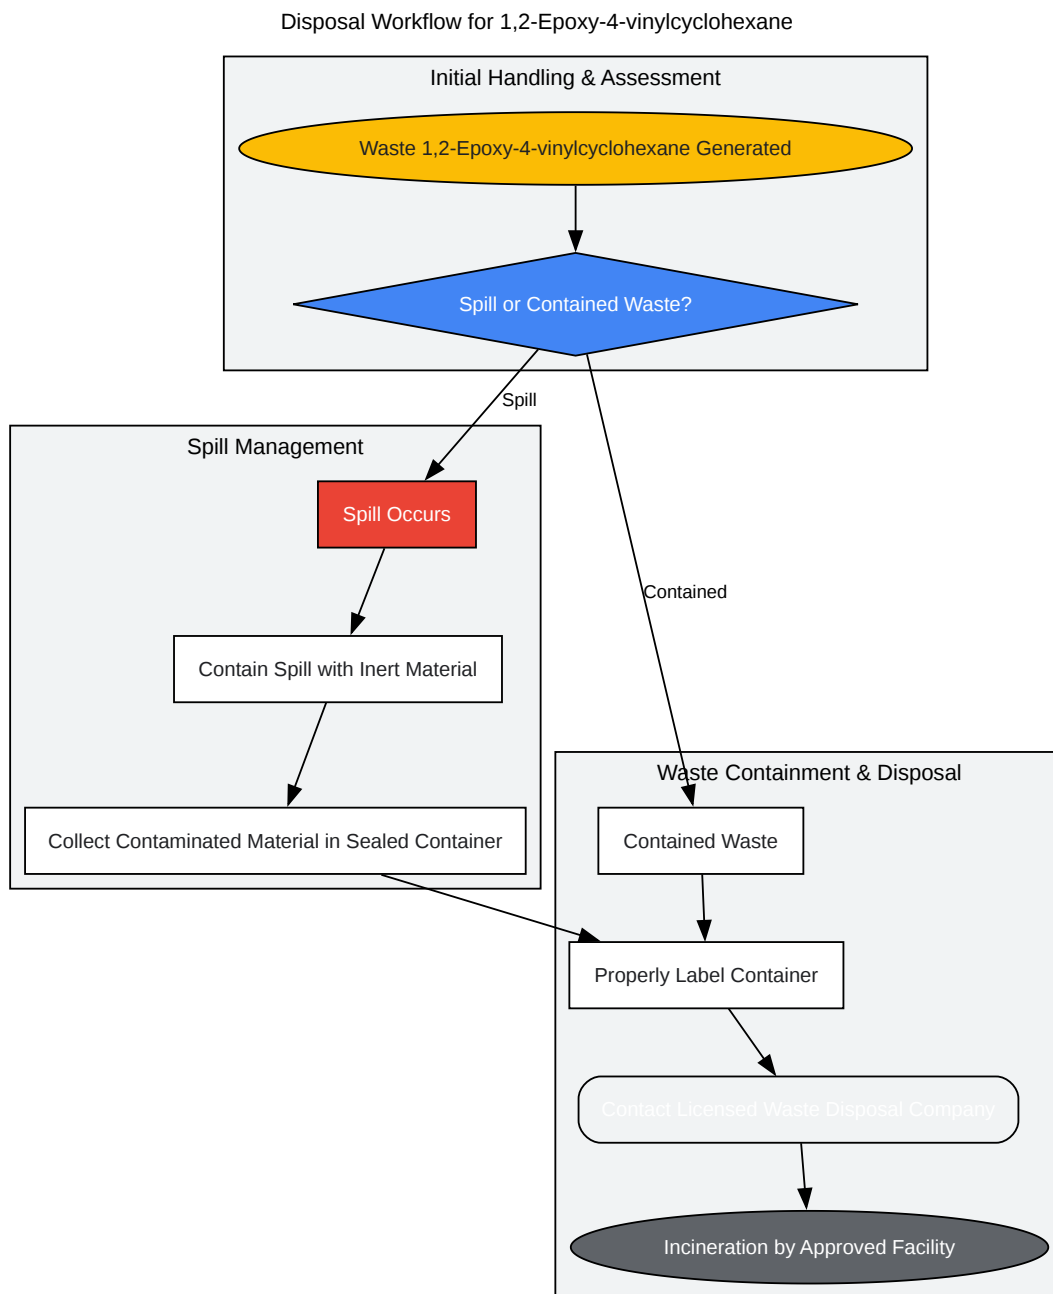 Disposal Workflow for 1,2-Epoxy-4-vinylcyclohexane
Initial Handling & Assessment
Waste 1,2-Epoxy-4-vinylcyclohexane Generated
Spill or Contained Waste?
Spill
Spill Management
Spill Occurs
Contained
Contain Spill with Inert Material
Waste Containment & Disposal
Collect Contaminated Material in Sealed Container
Contained Waste
Properly Label Container
Contact Licensed Waste Disposal Company
Incineration by Approved Facility